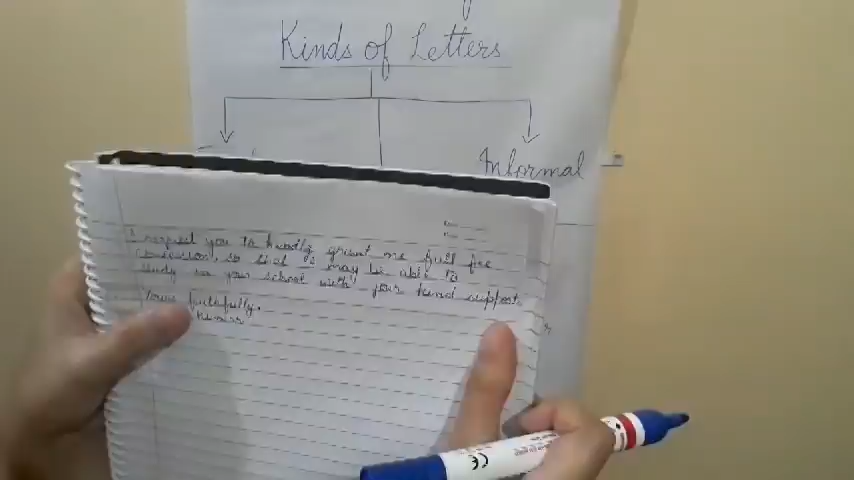 Kinds of Letters
Informal
I request you to kindly grant me full fee
concession, so that I may be able to
study in your school with your kind support.
Yours faithfully,